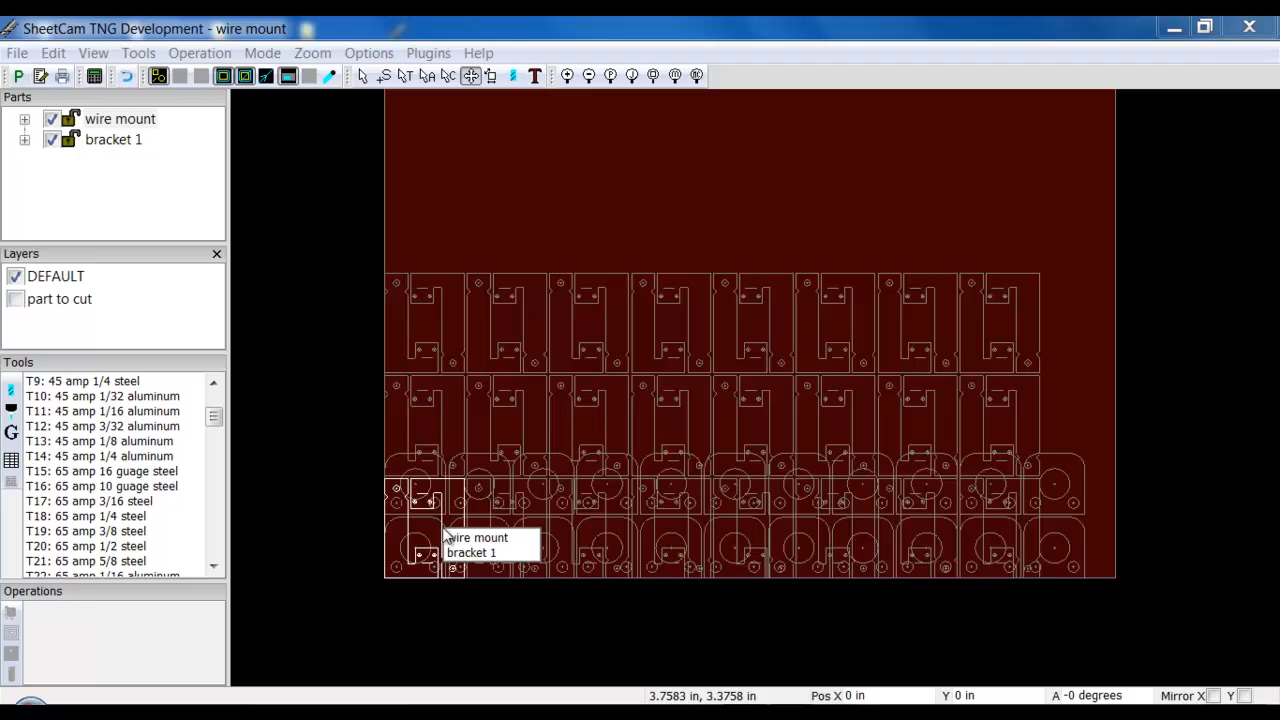 SheetCam TNG Development - wire mount
File Edit View Tools Operation Mode Zoom Options Plugins Help
Parts
wire mount
bracket 1
Layers
DEFAULT
part to cut
Tools
T9: 45 amp 1/4 steel
T10: 45 amp 1/32 aluminum
T11: 45 amp 1/16 aluminum
T12: 45 amp 3/32 aluminum
T13: 45 amp 1/8 aluminum
T14: 45 amp 1/4 aluminum
T15: 65 amp 16 guage steel
T16: 65 amp 10 guage steel
T17: 65 amp 3/16 steel
T18: 65 amp 1/4 steel
T19: 65 amp 3/8 steel
T20: 65 amp 1/2 steel
T21: 65 amp 5/8 steel
T22: 65 amp 1/16 aluminum
wire mount
bracket 1
Operations
3.7583 in, 3.3758 in Pos X 0 in Y 0 in A -0 degrees Mirror X Y